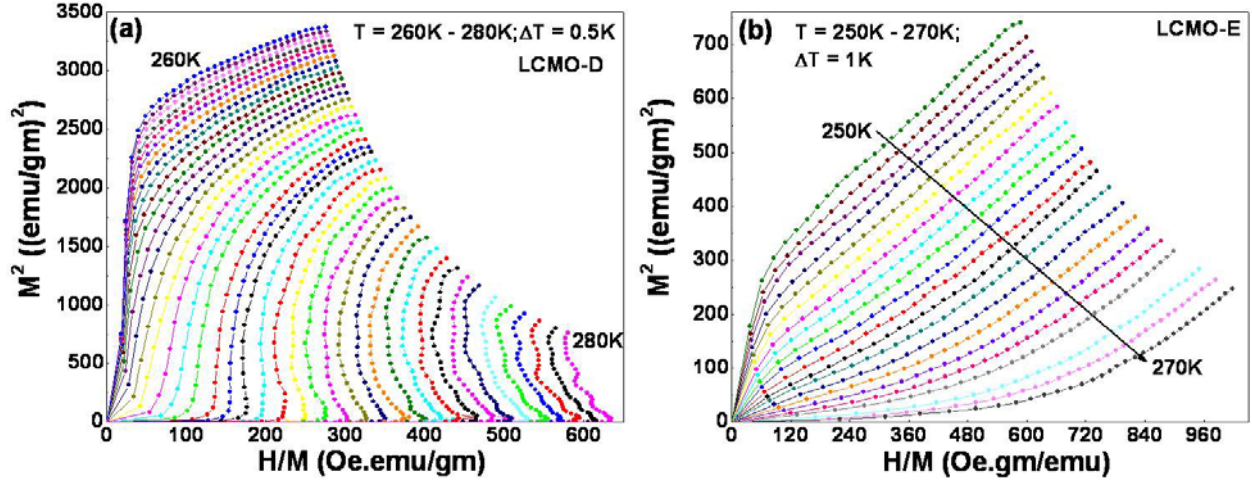 (a)
T = 260K - 280K; ΔT = 0.5K
LCMO-D
260K
280K
M² ((emu/gm)²)
3500
3000
2500
2000
1500
1000
500
0
0 100 200 300 400 500 600
H/M (Oe.emu/gm)
(b)
T = 250K - 270K;
ΔT = 1K
LCMO-E
250K
270K
M² ((emu/gm)²)
700
600
500
400
300
200
100
0
0 120 240 360 480 600 720 840 960
H/M (Oe.gm/emu)